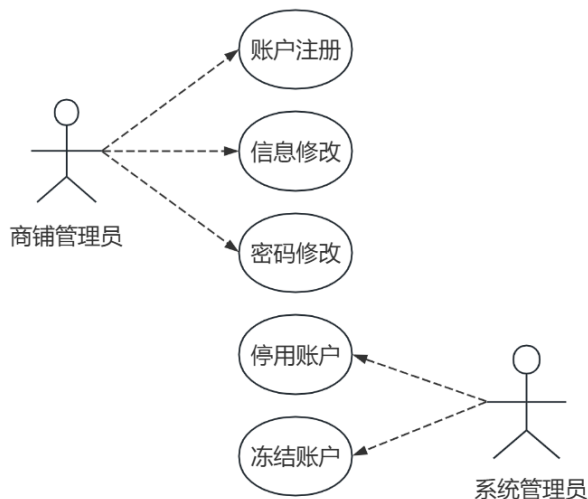 账户注册
信息修改
商铺管理员
密码修改
停用账户
冻结账户
系统管理员